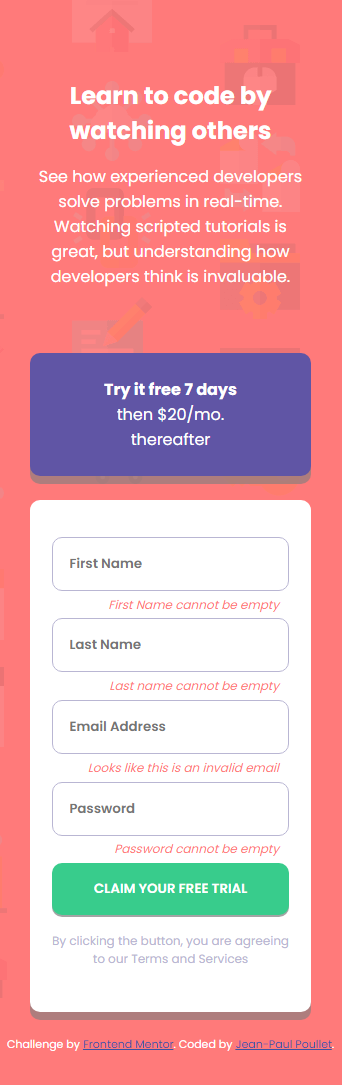 Learn to code by
watching others
See how experienced developers
solve problems in real-time.
Watching scripted tutorials is
great, but understanding how
developers think is invaluable.
Try it free 7 days
then $20/mo.
thereafter
First Name
First Name cannot be empty
Last Name
Last name cannot be empty
Email Address
Looks like this is an invalid email
Password
Password cannot be empty
CLAIM YOUR FREE TRIAL
By clicking the button, you are agreeing
to our Terms and Services
Challenge by Frontend Mentor. Coded by Jean-Paul Poullet.